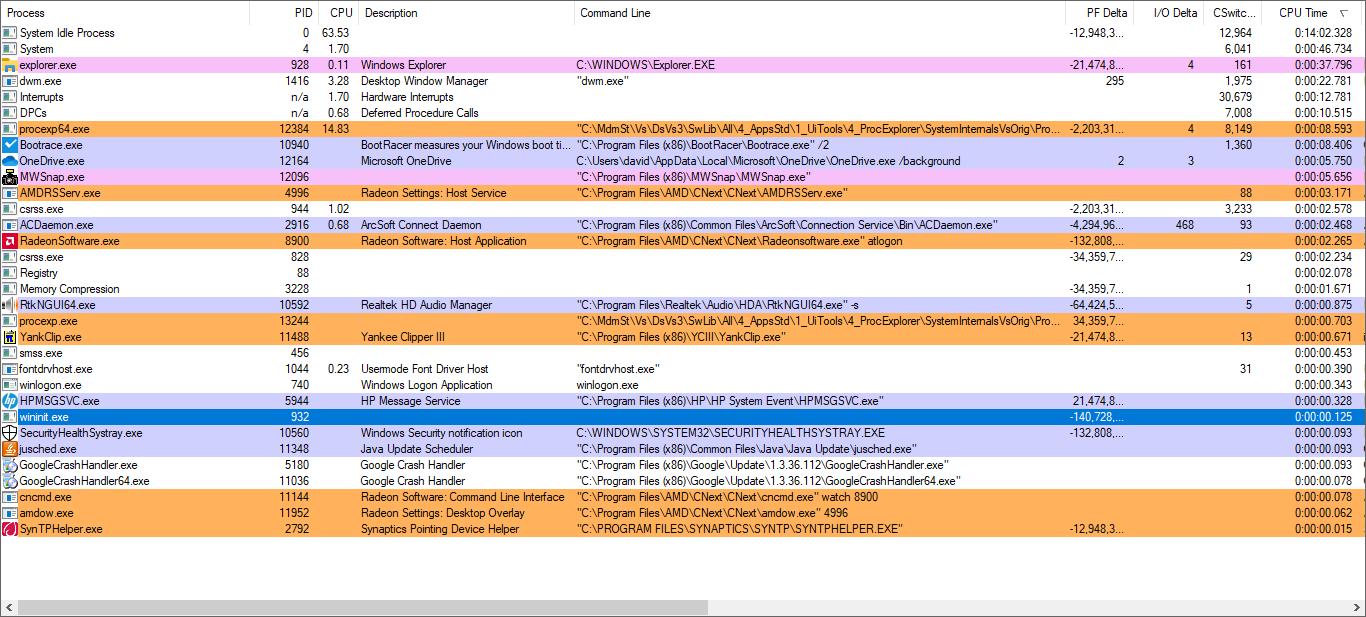 Process PID CPU Description Command Line PF Delta I/O Delta CSwitc... CPU Time
System Idle Process 0 63.53 -12,948,3... 12,964 0:14:02.328
System 4 1.70 6,041 0:00:46.734
explorer.exe 928 0.11 Windows Explorer C:\WINDOWS\Explorer.EXE -21,474,8... 4 161 0:00:37.796
dwm.exe 1416 3.28 Desktop Window Manager "dwm.exe" 295 1,975 0:00:22.781
Interrupts n/a 1.70 Hardware Interrupts 30,679 0:00:12.781
DPCs n/a 0.68 Deferred Procedure Calls 7,008 0:00:10.515
procexp64.exe 12384 14.83 "C:\MdmSt\Vs\DsVs3\SwLib\All\4_AppsStd\1_UiTools\4_ProcExplorer\SystemInternalsVsOrig\Pro... -2,203,31... 4 8,149 0:00:08.593
Bootrace.exe 10940 BootRacer measures your Windows boot ti... "C:\Program Files (x86)\BootRacer\Bootrace.exe" /2 1,360 0:00:08.406
OneDrive.exe 12164 Microsoft OneDrive C:\Users\david\AppData\Local\Microsoft\OneDrive\OneDrive.exe /background 2 3 0:00:05.750
MWSnap.exe 12096 "C:\Program Files (x86)\MWSnap\MWSnap.exe" 0:00:05.656
AMDRSServ.exe 4996 Radeon Settings: Host Service "C:\Program Files\AMD\CNext\CNext\AMDRSServ.exe" 88 0:00:03.171
csrss.exe 944 1.02 -2,203,31... 3,233 0:00:02.578
ACDaemon.exe 2916 0.68 ArcSoft Connect Daemon "C:\Program Files (x86)\Common Files\ArcSoft\Connection Service\Bin\ACDaemon.exe" -4,294,96... 468 93 0:00:02.468
RadeonSoftware.exe 8900 Radeon Software: Host Application "C:\Program Files\AMD\CNext\CNext\Radeonsoftware.exe" atlogon -132,808,... 0:00:02.265
csrss.exe 828 -34,359,7... 29 0:00:02.234
Registry 88 0:00:02.078
Memory Compression 3228 -34,359,7... 1 0:00:01.671
RtkNGUI64.exe 10592 Realtek HD Audio Manager "C:\Program Files\Realtek\Audio\HDA\RtkNGUI64.exe" -s -64,424,5... 5 0:00:00.875
procexp.exe 13244 "C:\MdmSt\Vs\DsVs3\SwLib\All\4_AppsStd\1_UiTools\4_ProcExplorer\SystemInternalsVsOrig\Pro... 34,359,7... 0:00:00.703
YankClip.exe 11488 Yankee Clipper III "C:\Program Files (x86)\YCIII\YankClip.exe" -21,474,8... 13 0:00:00.671
smss.exe 456 0:00:00.453
fontdrvhost.exe 1044 0.23 Usermode Font Driver Host "fontdrvhost.exe" 31 0:00:00.390
winlogon.exe 740 Windows Logon Application winlogon.exe 0:00:00.343
HPMSGSVC.exe 5944 HP Message Service "C:\Program Files (x86)\HP\HP System Event\HPMSGSVC.exe" 21,474,8... 0:00:00.328
wininit.exe 932 -140,728,... 0:00:00.125
SecurityHealthSystray.exe 10560 Windows Security notification icon C:\WINDOWS\SYSTEM32\SECURITYHEALTHSYSTRAY.EXE -132,808,... 0:00:00.093
jusched.exe 11348 Java Update Scheduler "C:\Program Files (x86)\Common Files\Java\Java Update\jusched.exe" 0:00:00.093
GoogleCrashHandler.exe 5180 Google Crash Handler "C:\Program Files (x86)\Google\Update\1.3.36.112\GoogleCrashHandler.exe" 0:00:00.093
GoogleCrashHandler64.exe 11036 Google Crash Handler "C:\Program Files (x86)\Google\Update\1.3.36.112\GoogleCrashHandler64.exe" 0:00:00.078
cncmd.exe 11144 Radeon Software: Command Line Interface "C:\Program Files\AMD\CNext\CNext\cncmd.exe" watch 8900 0:00:00.078
amdow.exe 11952 Radeon Settings: Desktop Overlay "C:\Program Files\AMD\CNext\CNext\amdow.exe" 4996 0:00:00.062
SynTPHelper.exe 2792 Synaptics Pointing Device Helper "C:\PROGRAM FILES\SYNAPTICS\SYNTP\SYNTPHELPER.EXE" -12,948,3... 0:00:00.015